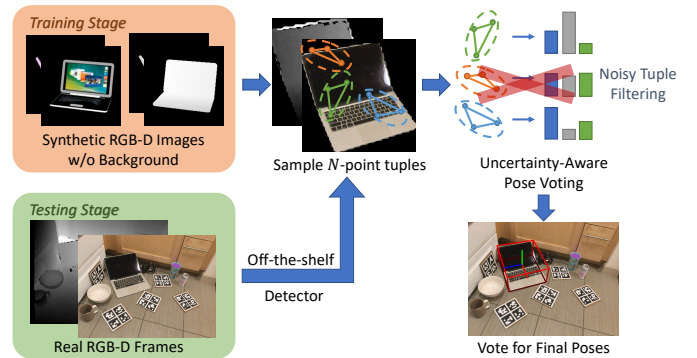 Training Stage
Synthetic RGB-D Images
w/o Background
Sample N-point tuples
Noisy Tuple
Filtering
Uncertainty-Aware
Pose Voting
Testing Stage
Real RGB-D Frames
Off-the-shelf
Detector
Vote for Final Poses